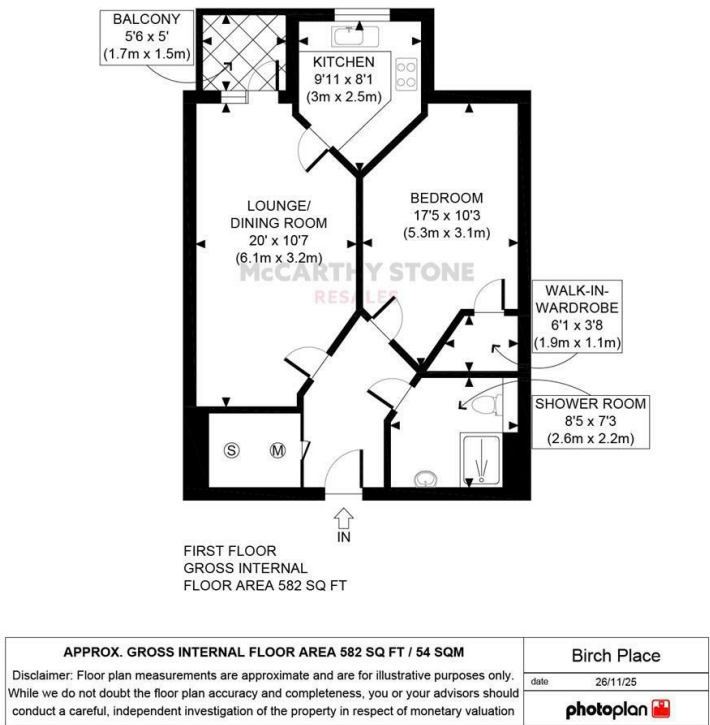 BALCONY
5'6 x 5'
(1.7m x 1.5m)
KITCHEN
9'11 x 8'1
(3m x 2.5m)
LOUNGE/
DINING ROOM
20' x 10'7
(6.1m x 3.2m)
BEDROOM
17'5 x 10'3
(5.3m x 3.1m)
McCARTHY STONE
RESALES
WALK-IN-
WARDROBE
6'1 x 3'8
(1.9m x 1.1m)
SHOWER ROOM
8'5 x 7'3
(2.6m x 2.2m)
S M
IN
FIRST FLOOR
GROSS INTERNAL
FLOOR AREA 582 SQ FT
APPROX. GROSS INTERNAL FLOOR AREA 582 SQ FT / 54 SQM
Disclaimer: Floor plan measurements are approximate and are for illustrative purposes only.
While we do not doubt the floor plan accuracy and completeness, you or your advisors should
conduct a careful, independent investigation of the property in respect of monetary valuation
Birch Place
date 26/11/25
photoplan